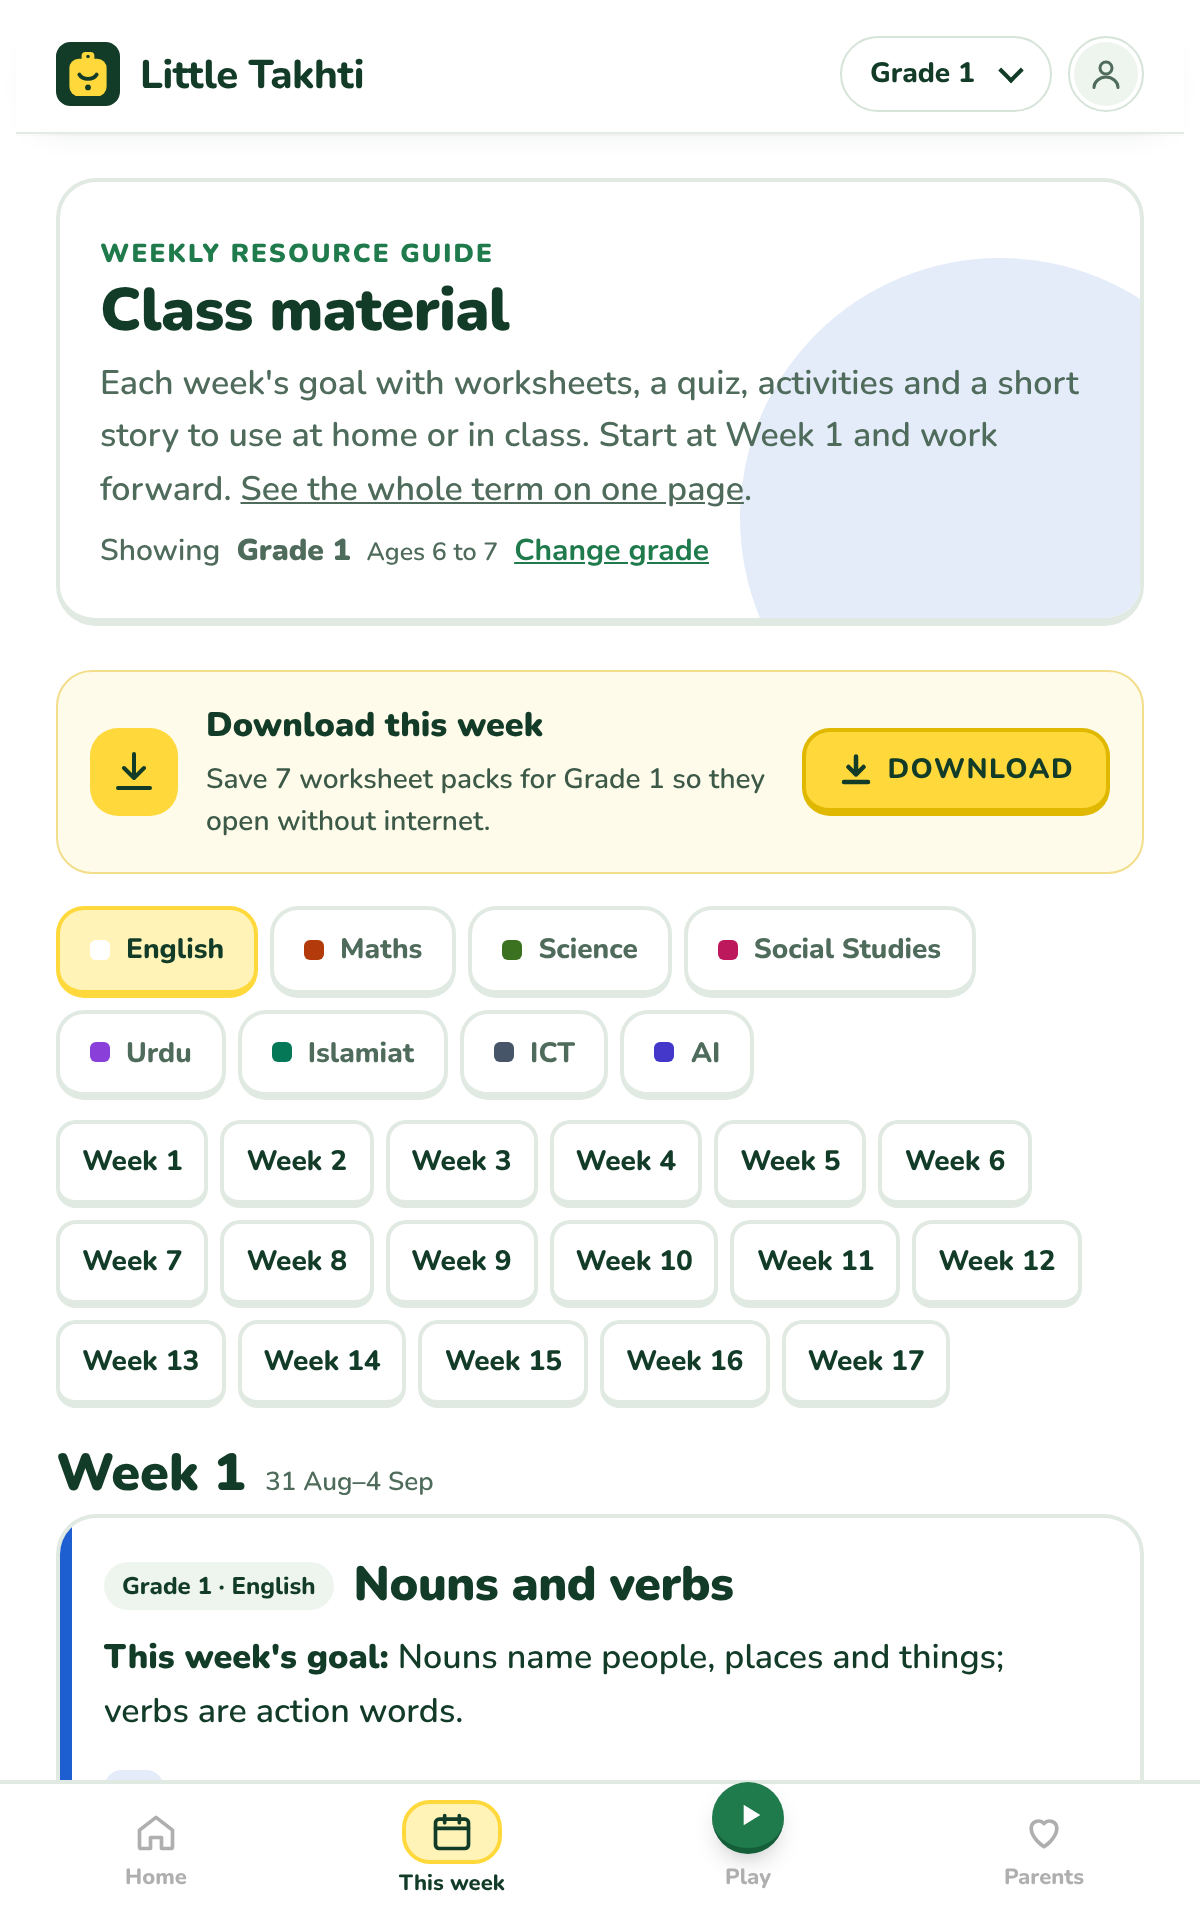 Little Takhti
Grade 1
WEEKLY RESOURCE GUIDE
Class material
Each week's goal with worksheets, a quiz, activities and a short
story to use at home or in class. Start at Week 1 and work
forward. See the whole term on one page.
Showing Grade 1 Ages 6 to 7 Change grade
Download this week
Save 7 worksheet packs for Grade 1 so they
open without internet.
DOWNLOAD
English Maths Science Social Studies
Urdu Islamiat ICT AI
Week 1 Week 2 Week 3 Week 4 Week 5 Week 6
Week 7 Week 8 Week 9 Week 10 Week 11 Week 12
Week 13 Week 14 Week 15 Week 16 Week 17
Week 1 31 Aug–4 Sep
Grade 1 · English Nouns and verbs
This week's goal: Nouns name people, places and things;
verbs are action words.
Home This week Play Parents